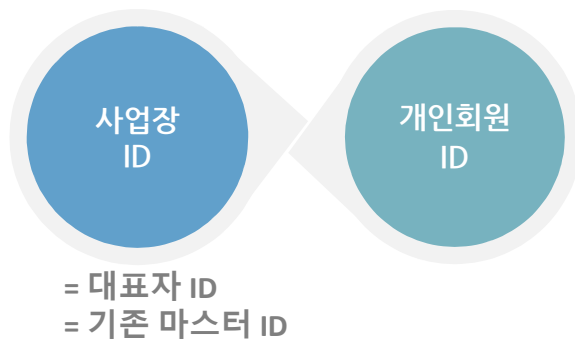 사업장
ID
개인회원
ID
= 대표자 ID
= 기존 마스터 ID